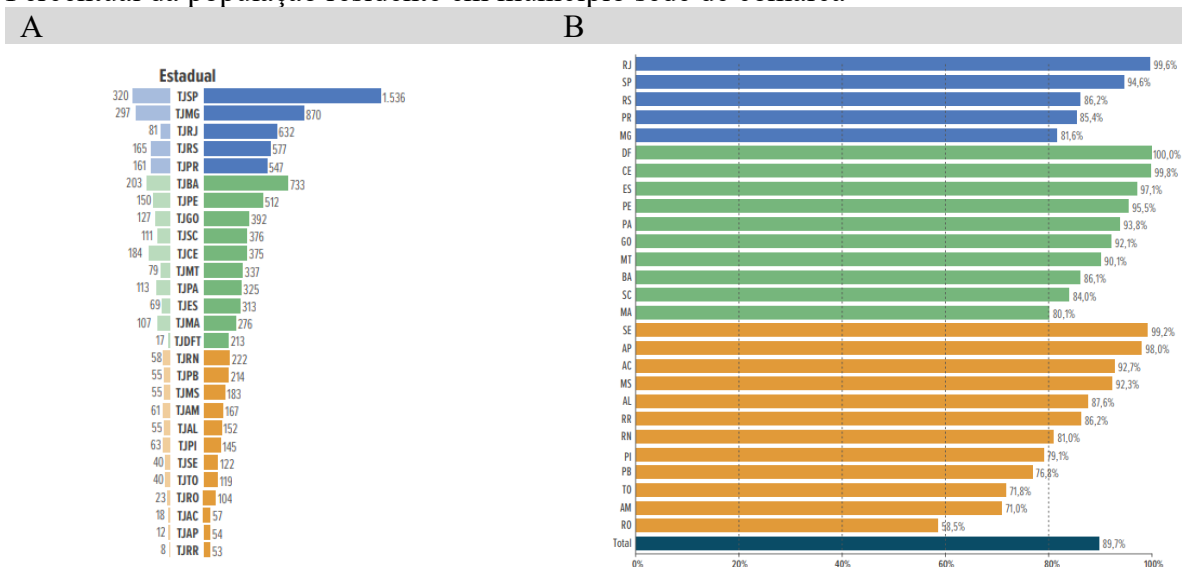 Percentual da população residente em município-sede de comarca
A B
Estadual
320 TJSP 1.536
297 TJMG 870
81 TJRJ 632
165 TJRS 577
161 TJPR 547
203 TJBA 733
150 TJPE 512
127 TJGO 392
111 TJSC 376
184 TJCE 375
79 TJMT 337
113 TJPA 325
69 TJES 313
107 TJMA 276
17 TJDFT 213
58 TJRN 222
55 TJPB 214
55 TJMS 183
61 TJAM 167
55 TJAL 152
63 TJPI 145
40 TJSE 122
40 TJTO 119
23 TJRO 104
18 TJAC 57
12 TJAP 54
8 TJRR 53
RJ 99,6%
SP 94,6%
RS 86,2%
PR 85,4%
MG 81,6%
DF 100,0%
CE 99,8%
ES 97,1%
PE 95,5%
PA 93,8%
GO 92,1%
MT 90,1%
BA 86,1%
SC 84,0%
MA 80,1%
SE 99,2%
AP 98,0%
AC 92,7%
MS 92,3%
AL 87,6%
RR 86,2%
RN 81,0%
PI 79,1%
PB 76,8%
TO 71,8%
AM 71,0%
RO 58,5%
Total 89,7%
0% 20% 40% 60% 80% 100%